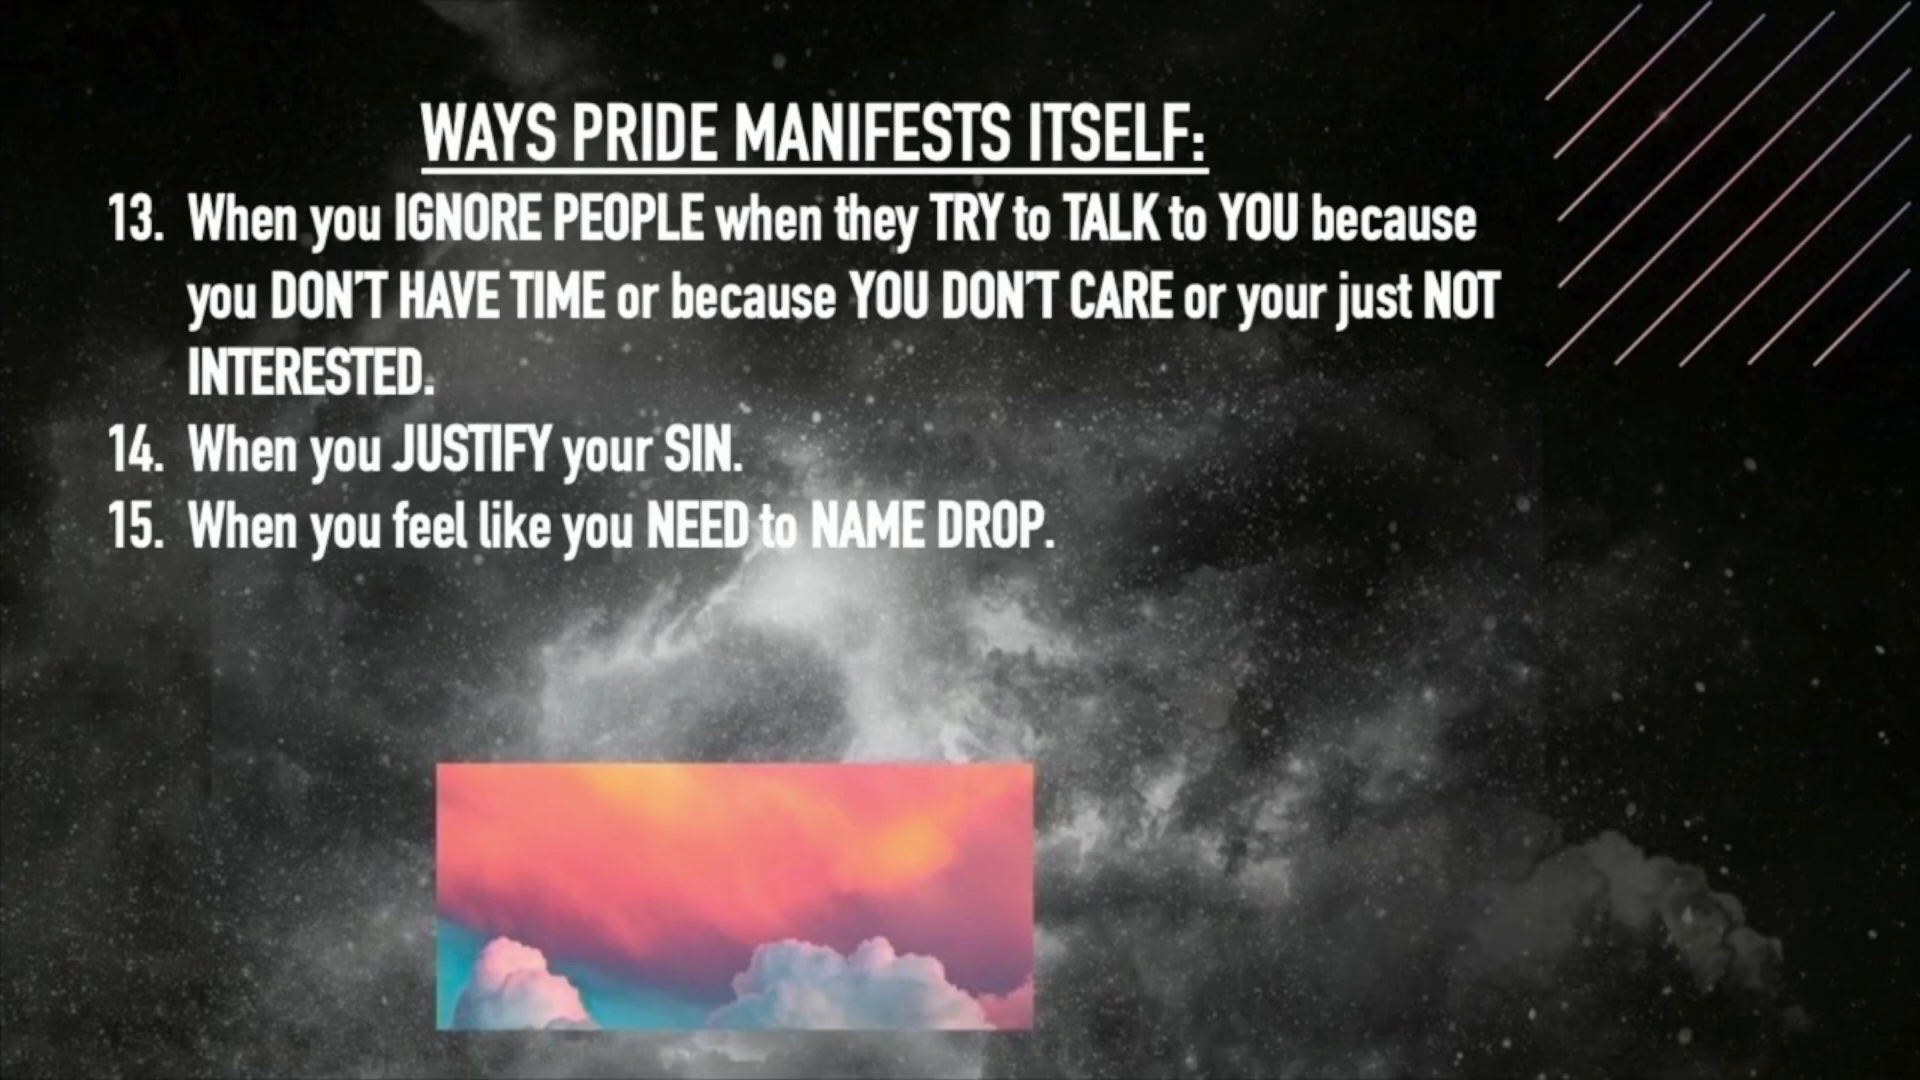 WAYS PRIDE MANIFESTS ITSELF:
13. When you IGNORE PEOPLE when they TRY to TALK to YOU because
you DON'T HAVE TIME or because YOU DON'T CARE or your just NOT
INTERESTED.
14. When you JUSTIFY your SIN.
15. When you feel like you NEED to NAME DROP.